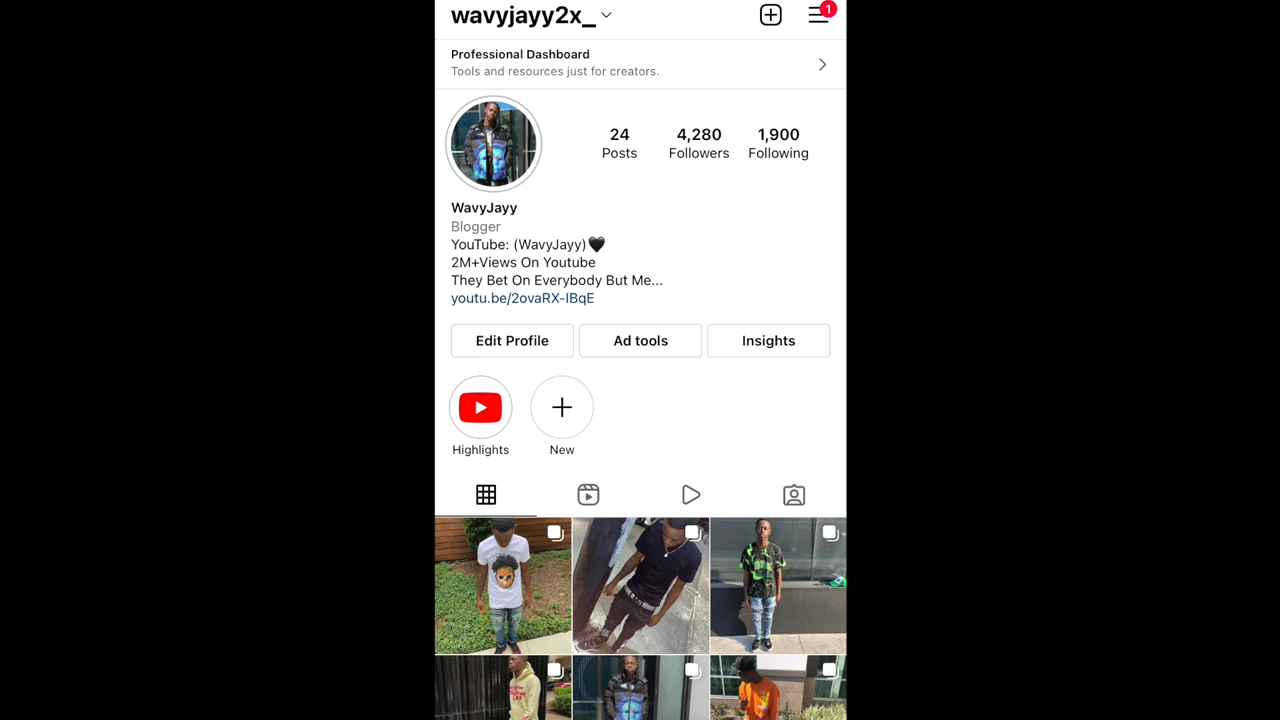 wavyjayy2x_
1
Professional Dashboard
Tools and resources just for creators.
24 4,280 1,900
Posts Followers Following
WavyJayy
Blogger
YouTube: (WavyJayy)🖤
2M+Views On Youtube
They Bet On Everybody But Me...
youtu.be/2ovaRX-IBqE
Edit Profile Ad tools Insights
Highlights New